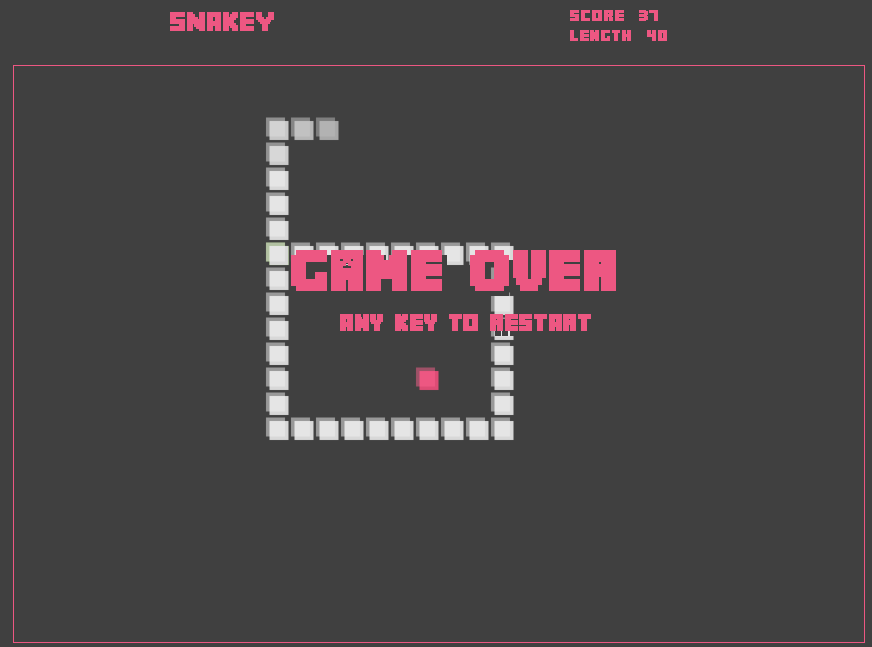 SNAKEY
SCORE 37
LENGTH 40
GAME OVER
ANY KEY TO RESTART